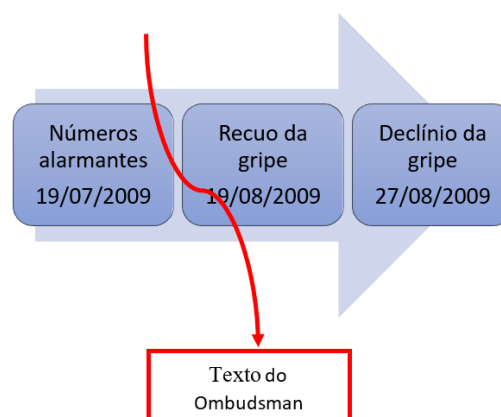 Números
alarmantes
19/07/2009
Recuo da
gripe
19/08/2009
Declínio da
gripe
27/08/2009
Texto do
Ombudsman